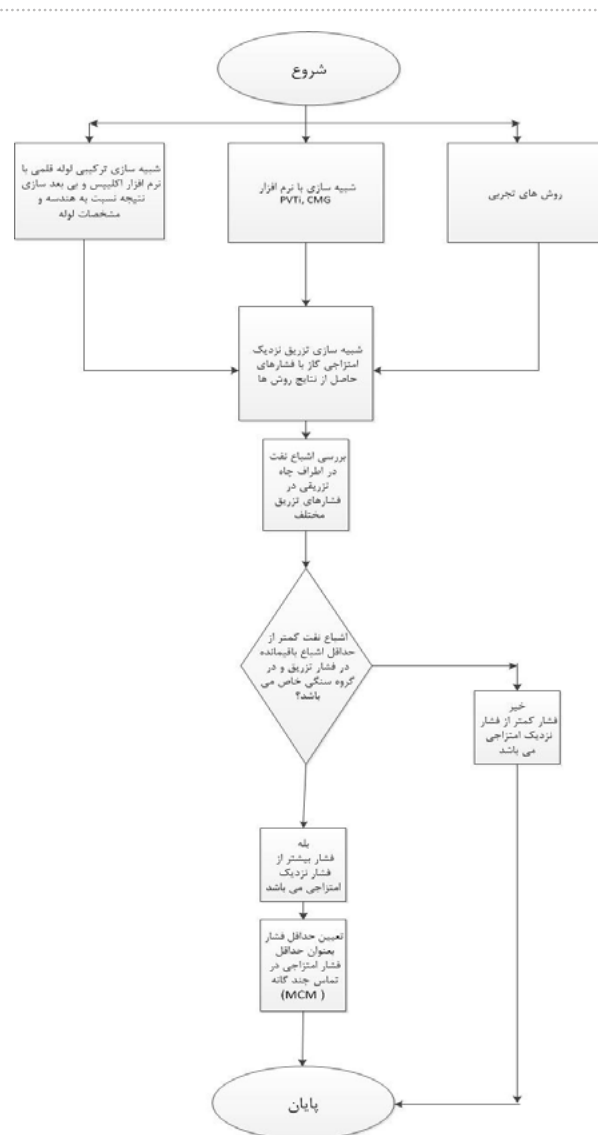 شروع
روش های تجربی
شبیه سازی با نرم افزار
PVTi, CMG
شبیه سازی ترکیبی لوله قلمی با
نرم افزار اکلیپس و بی بعد سازی
نتیجه نسبت به هندسه و
مشخصات لوله
شبیه سازی تزریق نزدیک
امتزاجی گاز با فشارهای
حاصل از نتایج روش ها
بررسی اشباع نفت
در اطراف چاه
تزریقی در
فشارهای تزریق
مختلف
اشباع نفت کمتر از
حداقل اشباع باقیمانده
در فشار تزریق و در
گروه سنگی خاص می
باشد؟
خیر
فشار کمتر از فشار
نزدیک امتزاجی
می باشد
بله
فشار بیشتر از
فشار نزدیک
امتزاجی می باشد
تعیین حداقل فشار
بعنوان حداقل
فشار امتزاجی در
تماس چند گانه
(MCM )
پایان